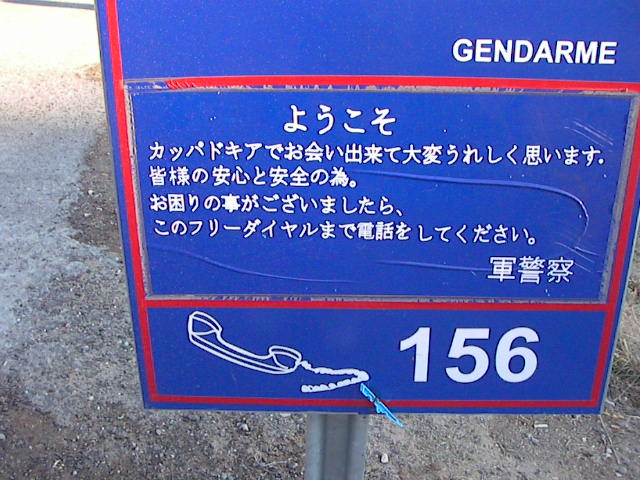 GENDARME
ようこそ
カッパドキアでお会い出来て大変うれしく思います.
皆様の安心と安全の為。
お困りの事がございましたら、
このフリーダイヤルまで電話をしてください。
軍警察
156